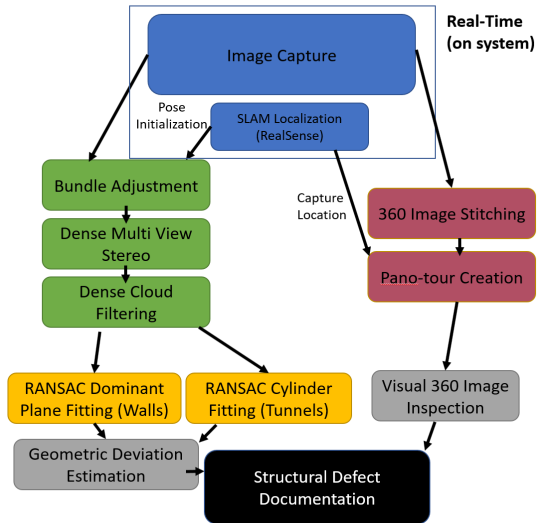 Real-Time
(on system)
Image Capture
Pose
Initialization
SLAM Localization
(RealSense)
Bundle Adjustment
Capture
Location
360 Image Stitching
Dense Multi View
Stereo
Pano-tour Creation
Dense Cloud
Filtering
RANSAC Dominant
Plane Fitting (Walls)
RANSAC Cylinder
Fitting (Tunnels)
Visual 360 Image
Inspection
Geometric Deviation
Estimation
Structural Defect
Documentation